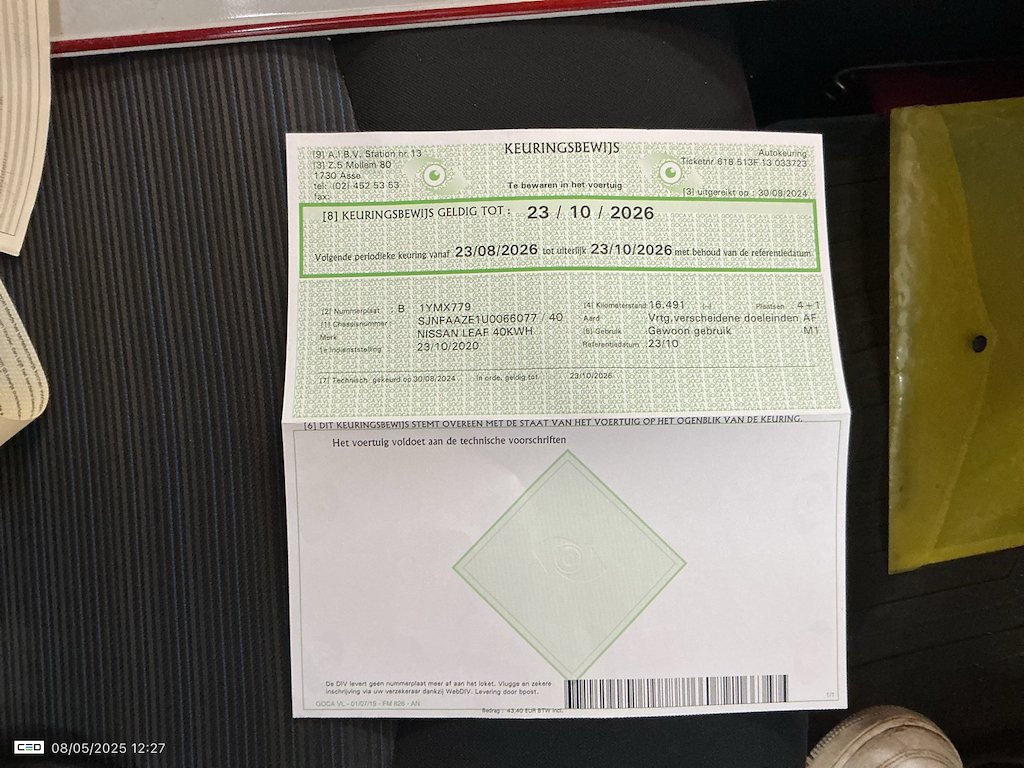 KEURINGSBEWIJS
[9] A.I.B.V. Station nr. 13
[3] Z.5 Mollem 80
1730 Asse
tel: (02) 452 53 53
fax:
Te bewaren in het voertuig
Autokeuring
Ticketnr. 618 513F 13 033723
[3] uitgereikt op : 30/08/2024
[8] KEURINGSBEWIJS GELDIG TOT : 23 / 10 / 2026
Volgende periodieke keuring vanaf 23/08/2026 tot uiterlijk 23/10/2026 met behoud van de referentiedatum
[2] Nummerplaat : B 1YMX779
[1] Chassisnummer : SJNFAAZE1U0066077 / 40
Merk NISSAN LEAF 40KWH
1e Indienststelling 23/10/2020
[4] Kilometerstand 16.491 (--) Plaatsen : 4+1
Aard Vrtg.verscheidene doeleinden AF
[5] Gebruik :Gewoon gebruik M1
Referentiedatum :23/10
[7] Technisch gekeurd op 30/08/2024 In orde, geldig tot 23/10/2026
[6] DIT KEURINGSBEWIJS STEMT OVEREEN MET DE STAAT VAN HET VOERTUIG OP HET OGENBLIK VAN DE KEURING.
Het voertuig voldoet aan de technische voorschriften
De DIV levert geen nummerplaat meer af aan het loket. Vlugge en zekere
inschrijving via uw verzekeraar dankzij WebDIV. Levering door bpost.
GOCA VL - 01/07/19 - FM 826 - AN
Bedrag : 43,40 EUR BTW incl.
1/1
CED 08/05/2025 12:27